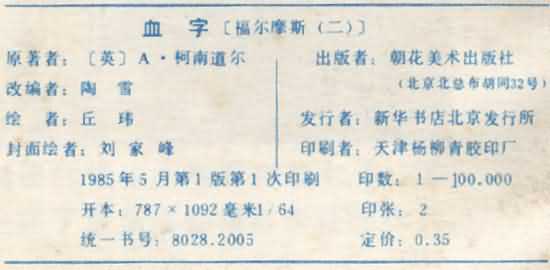 血 字〔福尔摩斯（二）〕
原著者：〔英〕A·柯南道尔
改编者：陶 雪
绘 者：丘 玮
封面绘者：刘 家 峰
出版者：朝花美术出版社
（北京北总布胡同32号）
发行者：新华书店北京发行所
印刷者：天津杨柳青胶印厂
1985年5月第1版第1次印刷 印数：1—100.000
开本：787×1092毫米1/64 印张：2
统一书号：8028.2005 定价：0.35